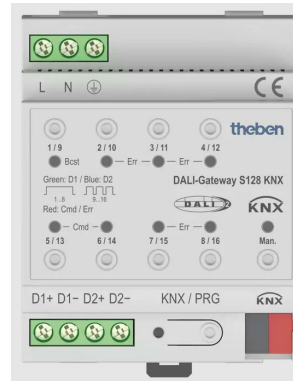 L N
CE
theben
1/9 2/10 3/11 4/12
Bcst Err Err
Green: D1 / Blue: D2
DALI-Gateway S128 KNX
1...8 9...16
Red: Cmd / Err
DALI 2
KNX
Cmd Err
5/13 6/14 7/15 8/16 Man.
D1+ D1− D2+ D2− KNX / PRG KNX